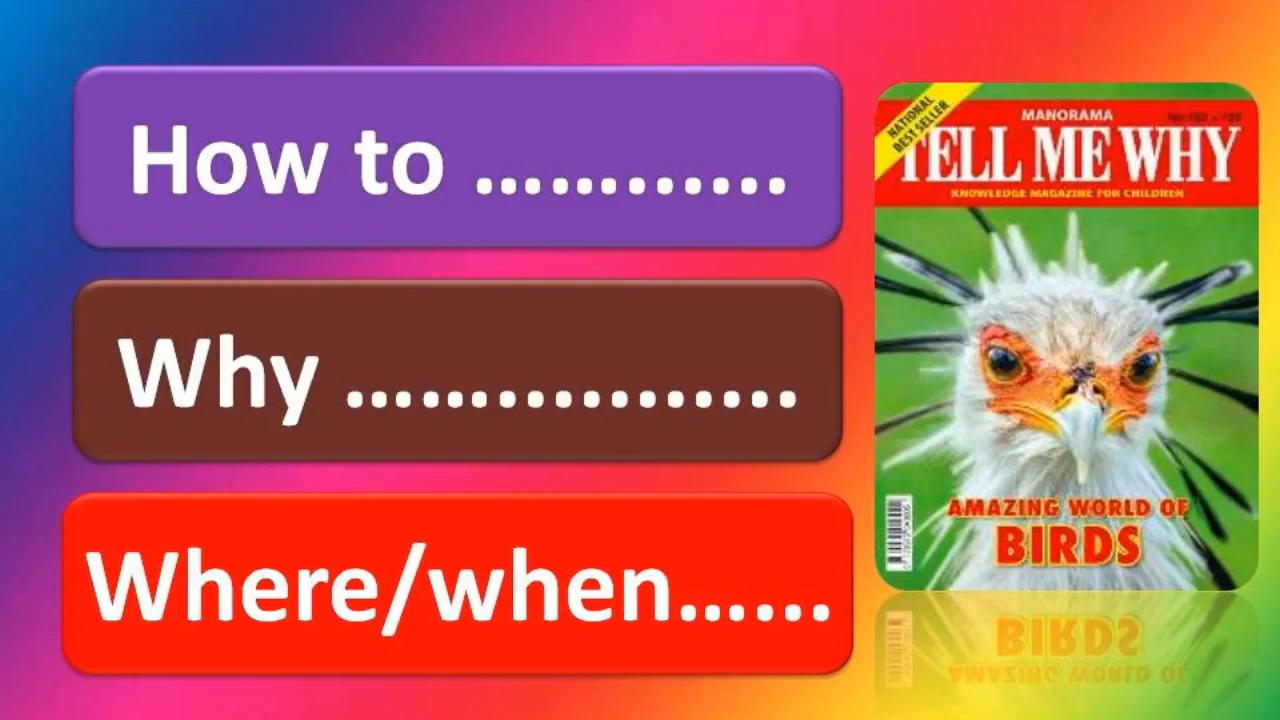 How to ............
Why ................
Where/when......
NATIONAL
BEST SELLER
MANORAMA
TELL ME WHY
KNOWLEDGE MAGAZINE FOR CHILDREN
AMAZING WORLD OF
BIRDS